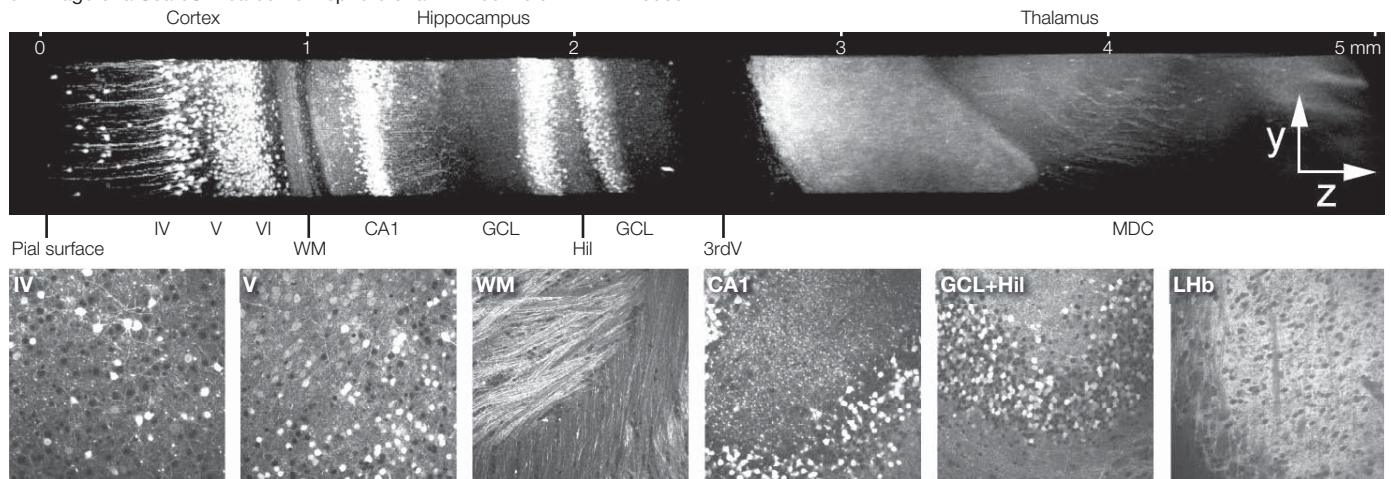 Cortex Hippocampus Thalamus
0 1 2 3 4 5 mm
y
z
IV V VI CA1 GCL GCL MDC
Pial surface WM Hil 3rdV
IV V WM CA1 GCL+Hil LHb